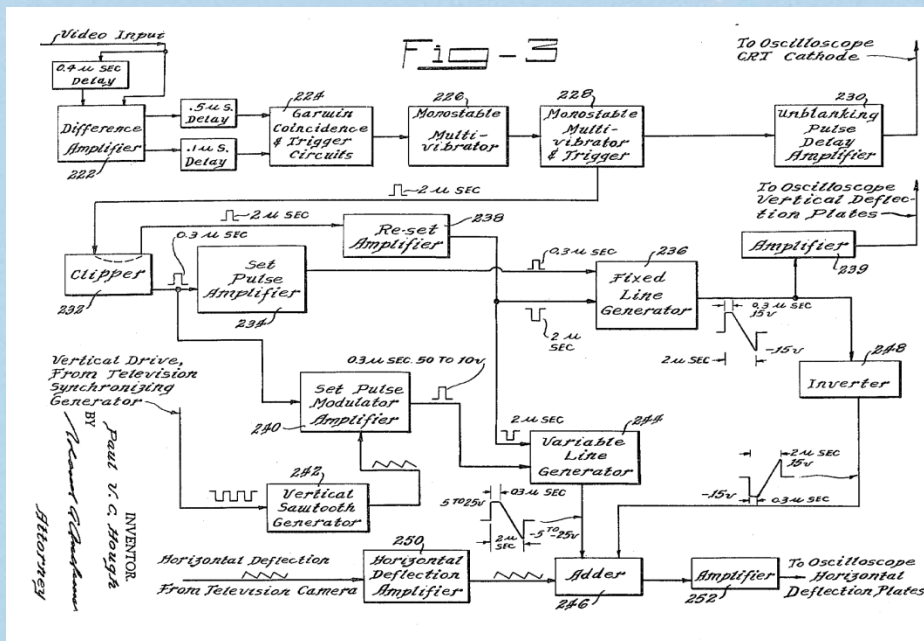 Video Input
Fig-3
To Oscilloscope
CRT Cathode
0.4 μ SEC
Delay
Difference
Amplifier
222
.5 μ S.
Delay
.1 μ S.
Delay
224
Garwin
Coincidence
& Trigger
Circuits
226
Monostable
Multi-
vibrator
228
Monostable
Multi-
vibrator
& Trigger
230
Unblanking
Pulse
Delay
Amplifier
2 μ SEC
2 μ SEC
238
Re-set
Amplifier
To Oscilloscope
Vertical Deflec-
tion Plates
Amplifier
239
Clipper
232
0.3 μ SEC
Set
Pulse
Amplifier
234
0.3 μ SEC
236
Fixed
Line
Generator
2 μ
SEC
0.3 μ SEC
15v
-15v
2 μ SEC
248
Inverter
Vertical Drive,
From Television
Synchronizing
Generator
0.3 μ SEC. 50 TO 10v
Set Pulse
Modulator
Amplifier
240
2 μ SEC
244
Variable
Line
Generator
242
Vertical
Sawtooth
Generator
5 TO 25v
0.3 μ SEC
-5 TO -25v
2 μ
SEC
2 μ SEC
15v
-15v
0.3 μ SEC
Horizontal Deflection
From Television Camera
250
Horizontal
Deflection
Amplifier
Adder
246
Amplifier
252
To Oscilloscope
Horizontal
Deflection Plates
INVENTOR
Paul V. C. Hough
BY
Attorney